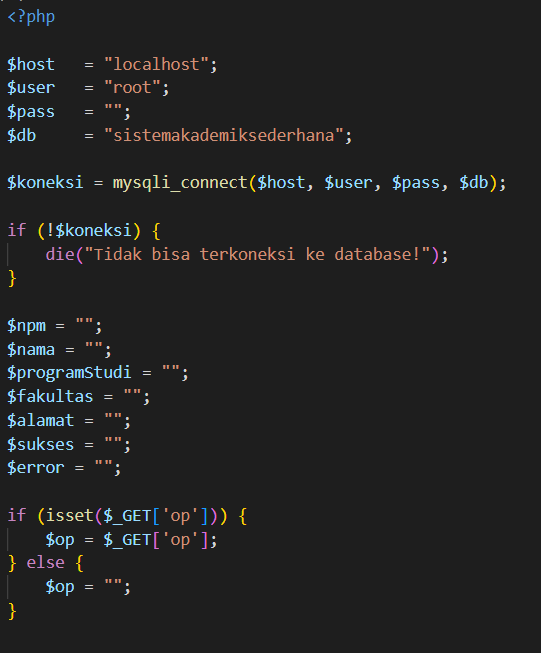 <?php
$host   = "localhost";
$user   = "root";
$pass   = "";
$db     = "sistemakademiksederhana";
$koneksi = mysqli_connect($host, $user, $pass, $db);
if (!$koneksi) {
    die("Tidak bisa terkoneksi ke database!");
}
$npm = "";
$nama = "";
$programStudi = "";
$fakultas = "";
$alamat = "";
$sukses = "";
$error = "";
if (isset($_GET['op'])) {
    $op = $_GET['op'];
} else {
    $op = "";
}